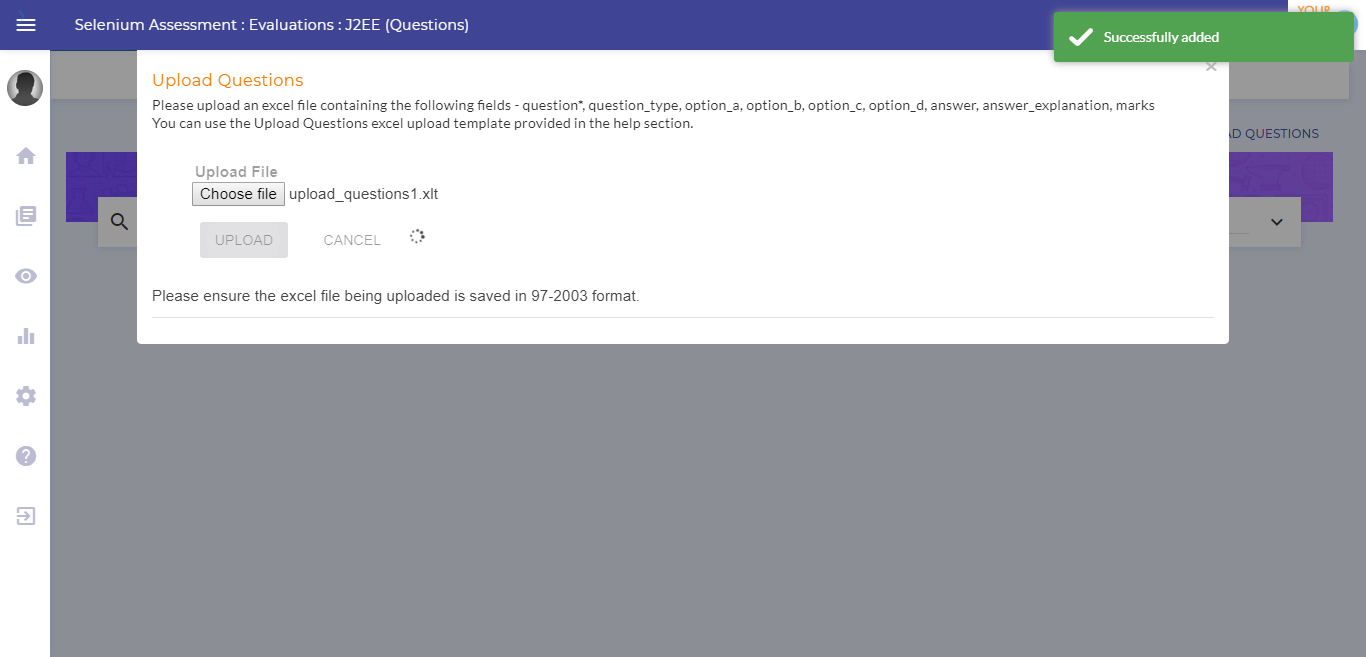 Selenium Assessment : Evaluations : J2EE (Questions)
YOUR
Successfully added
×
Upload Questions
Please upload an excel file containing the following fields - question*, question_type, option_a, option_b, option_c, option_d, answer, answer_explanation, marks
You can use the Upload Questions excel upload template provided in the help section.
QUESTIONS
Upload File
Choose file upload_questions1.xlt
UPLOAD CANCEL
Please ensure the excel file being uploaded is saved in 97-2003 format.